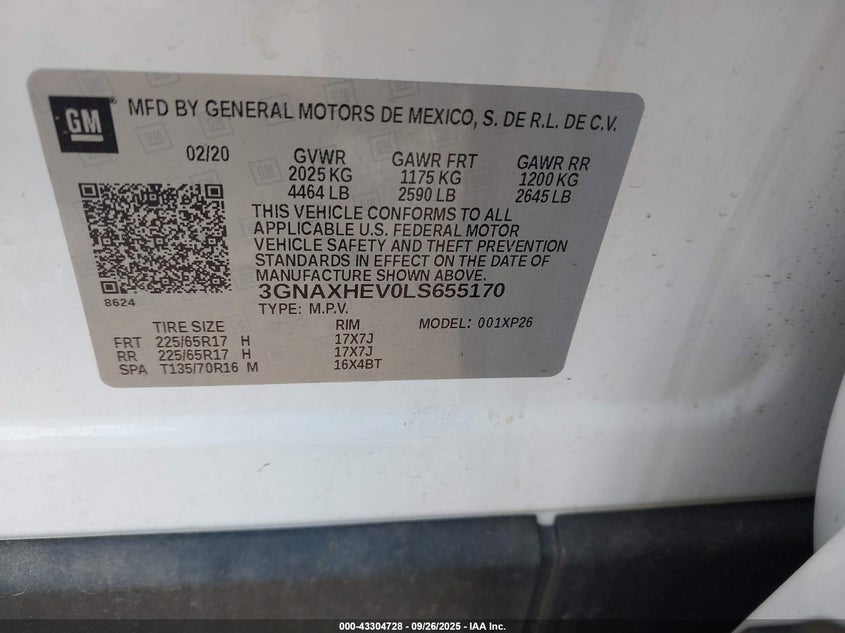 GM
MFD BY GENERAL MOTORS DE MEXICO, S. DE R.L. DE C.V.
02/20 GVWR GAWR FRT GAWR RR
2025 KG 1175 KG 1200 KG
4464 LB 2590 LB 2645 LB
THIS VEHICLE CONFORMS TO ALL
APPLICABLE U.S. FEDERAL MOTOR
VEHICLE SAFETY AND THEFT PREVENTION
STANDARDS IN EFFECT ON THE DATE OF
MANUFACTURE SHOWN ABOVE.
8624
3GNAXHEV0LS655170
TYPE: M.P.V.
TIRE SIZE RIM MODEL: 001XP26
FRT 225/65R17 H 17X7J
RR 225/65R17 H 17X7J
SPA T135/70R16 M 16X4BT
000-43304728 - 09/26/2025 - IAA Inc.